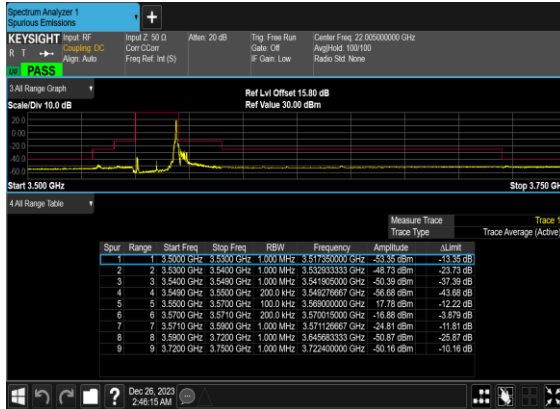 Spectrum Analyzer 1
Spurious Emissions
KEYSIGHT Input: RF Input Z: 50 Ω Atten: 20 dB Trig: Free Run Center Freq: 22.005000000 GHz
R T Coupling: DC Corr CCorr Gate: Off Avg|Hold: 100/100
Align: Auto Freq Ref: Int (S) IF Gain: Low Radio Std: None
PASS
3 All Range Graph
Ref Lvl Offset 15.80 dB
Scale/Div 10.0 dB Ref Value 30.00 dBm
20.0
0.00
-20.0
-40.0
-60.0
Start 3.500 GHz Stop 3.750 GH
4 All Range Table
Measure Trace Trace 1
Trace Type Trace Average (Active)
Spur Range Start Freq Stop Freq RBW Frequency Amplitude ΔLimit
1 1 3.5000 GHz 3.5300 GHz 1.000 MHz 3.517350000 GHz -53.35 dBm -13.35 dB
2 2 3.5300 GHz 3.5400 GHz 1.000 MHz 3.532933333 GHz -48.73 dBm -23.73 dB
3 3 3.5400 GHz 3.5490 GHz 1.000 MHz 3.541905000 GHz -50.39 dBm -37.39 dB
4 4 3.5490 GHz 3.5500 GHz 200.0 kHz 3.549276667 GHz -56.68 dBm -43.68 dB
5 5 3.5500 GHz 3.5700 GHz 100.0 kHz 3.569000000 GHz 17.78 dBm -12.22 dB
6 6 3.5700 GHz 3.5710 GHz 200.0 kHz 3.570015000 GHz -16.88 dBm -3.879 dB
7 7 3.5710 GHz 3.5900 GHz 1.000 MHz 3.571126667 GHz -24.81 dBm -11.81 dB
8 8 3.5900 GHz 3.7200 GHz 1.000 MHz 3.645683333 GHz -50.87 dBm -25.87 dB
9 9 3.7200 GHz 3.7500 GHz 1.000 MHz 3.722400000 GHz -50.16 dBm -10.16 dB
? Dec 26, 2023
2:46:15 AM